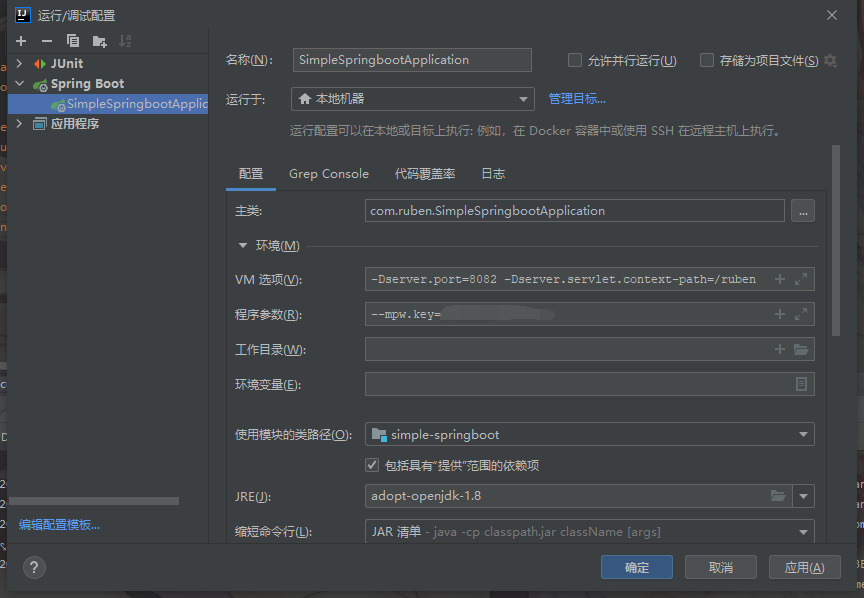 运行/调试配置
JUnit
Spring Boot
SimpleSpringbootApplic
应用程序
编辑配置模板...
名称(N):
SimpleSpringbootApplication
允许并行运行(U)
存储为项目文件(S)
运行于:
本地机器
管理目标...
运行配置可以在本地或目标上执行: 例如，在 Docker 容器中或使用 SSH 在远程主机上执行。
配置 Grep Console 代码覆盖率 日志
主类:
com.ruben.SimpleSpringbootApplication
...
环境(M)
VM 选项(V):
-Dserver.port=8082 -Dserver.servlet.context-path=/ruben
程序参数(R):
--mpw.key=
工作目录(W):
环境变量(E):
使用模块的类路径(O):
simple-springboot
包括具有“提供”范围的依赖项
JRE(J):
adopt-openjdk-1.8
缩短命令行(L):
JAR 清单 - java -cp classpath.jar className [args]
?
确定
取消
应用(A)